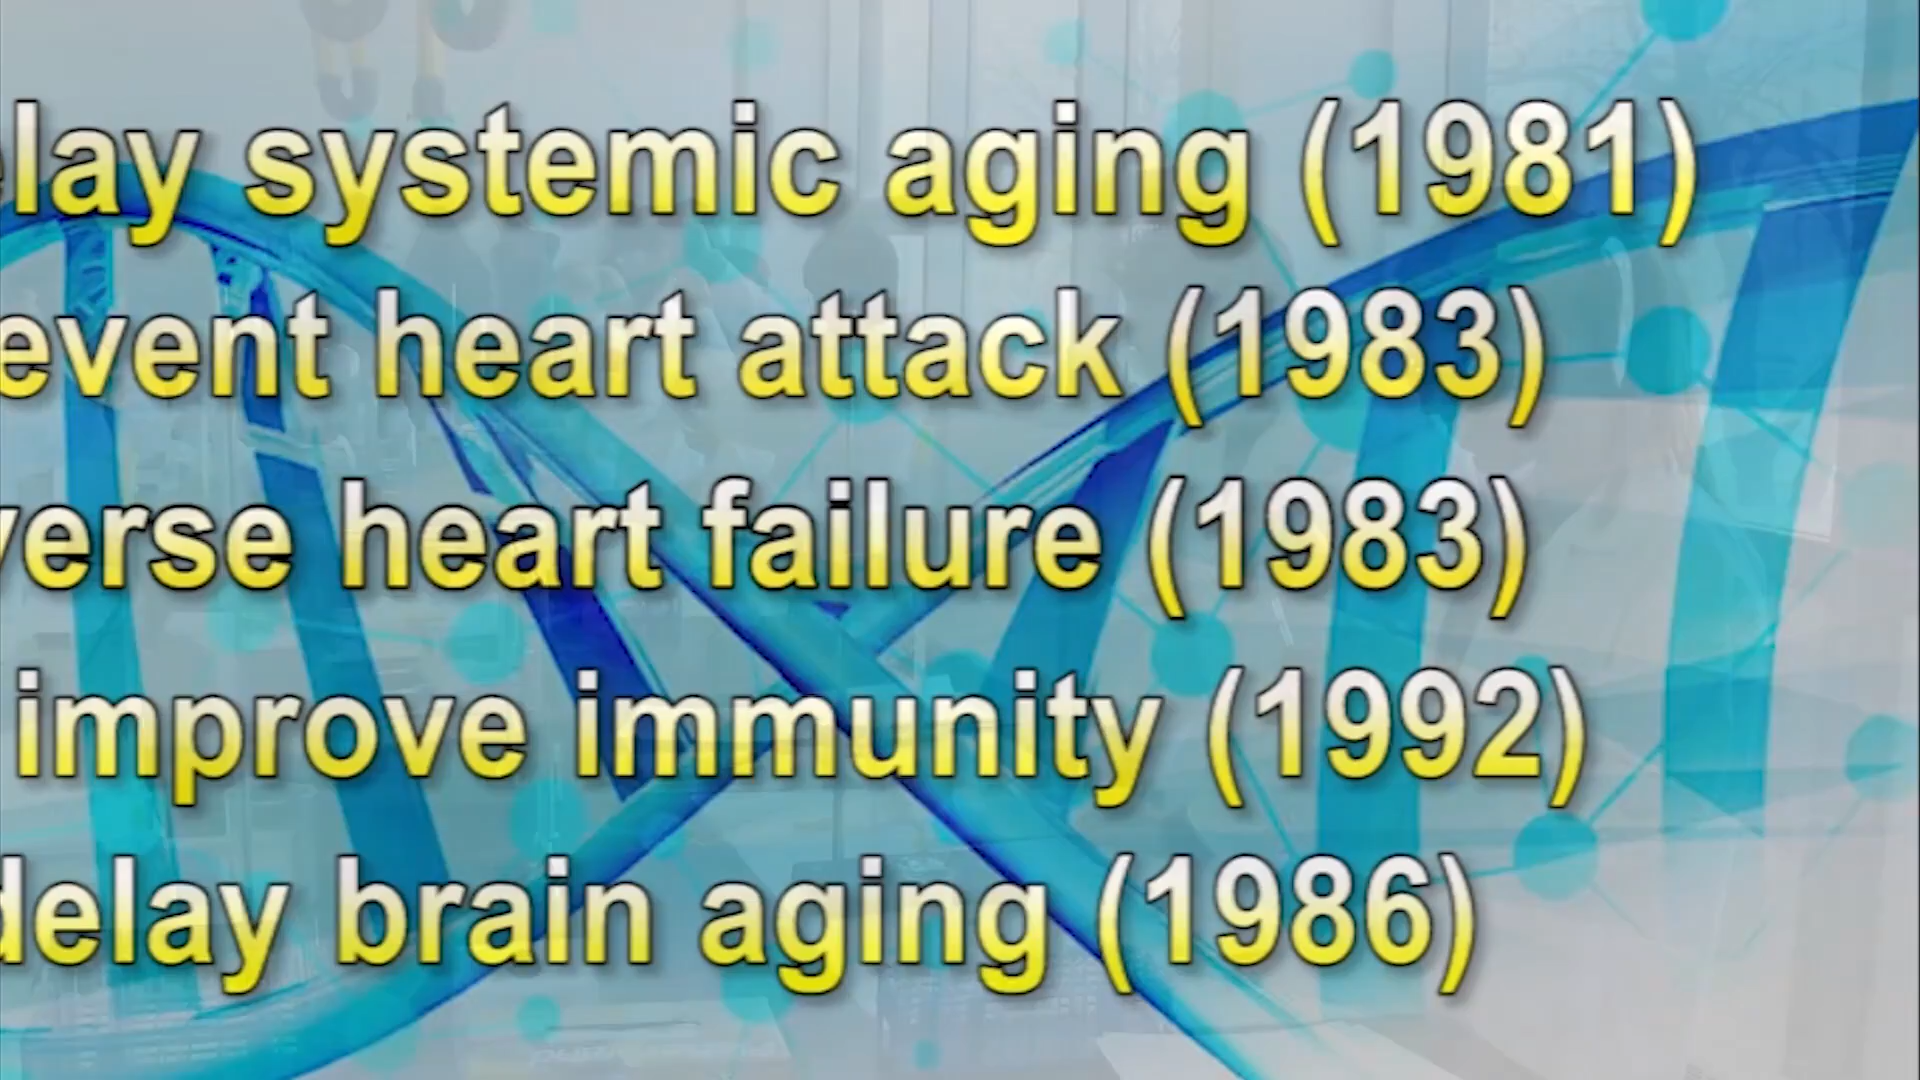 elay systemic aging (1981)
event heart attack (1983)
verse heart failure (1983)
improve immunity (1992)
delay brain aging (1986)